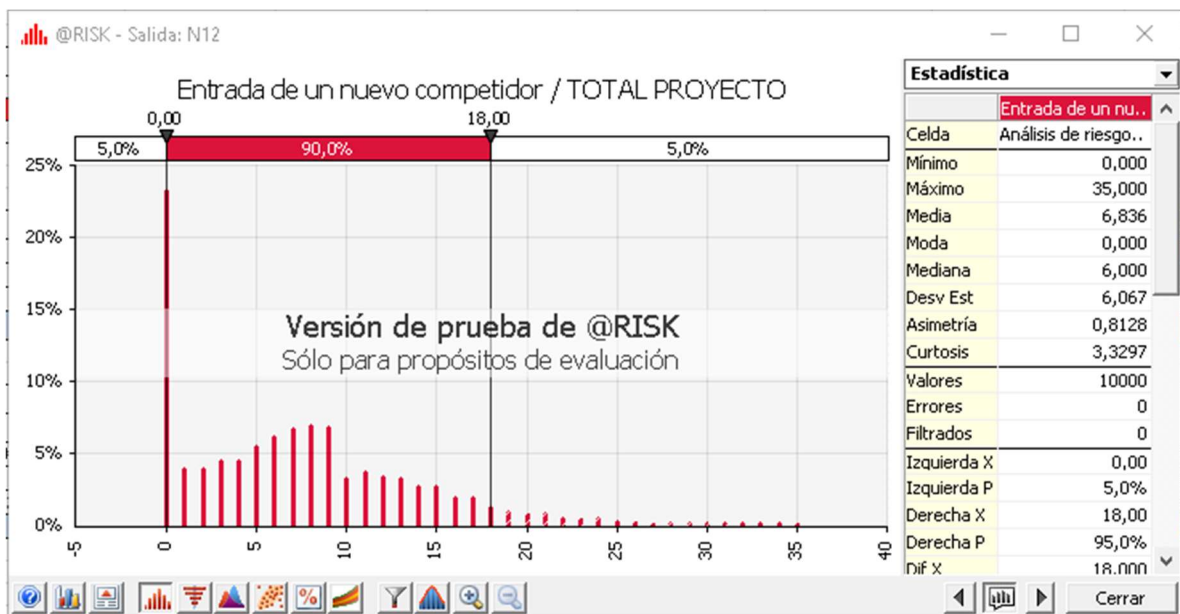 @RISK - Salida: N12
Entrada de un nuevo competidor / TOTAL PROYECTO
0,00 18,00
5,0% 90,0% 5,0%
25%
20%
15%
10%
5%
0%
-5 0 5 10 15 20 25 30 35 40
Versión de prueba de @RISK
Sólo para propósitos de evaluación
Estadística
Entrada de un nu..
Celda Análisis de riesgo..
Mínimo 0,000
Máximo 35,000
Media 6,836
Moda 0,000
Mediana 6,000
Desv Est 6,067
Asimetría 0,8128
Curtosis 3,3297
Valores 10000
Errores 0
Filtrados 0
Izquierda X 0,00
Izquierda P 5,0%
Derecha X 18,00
Derecha P 95,0%
Dif X 18,000
Cerrar